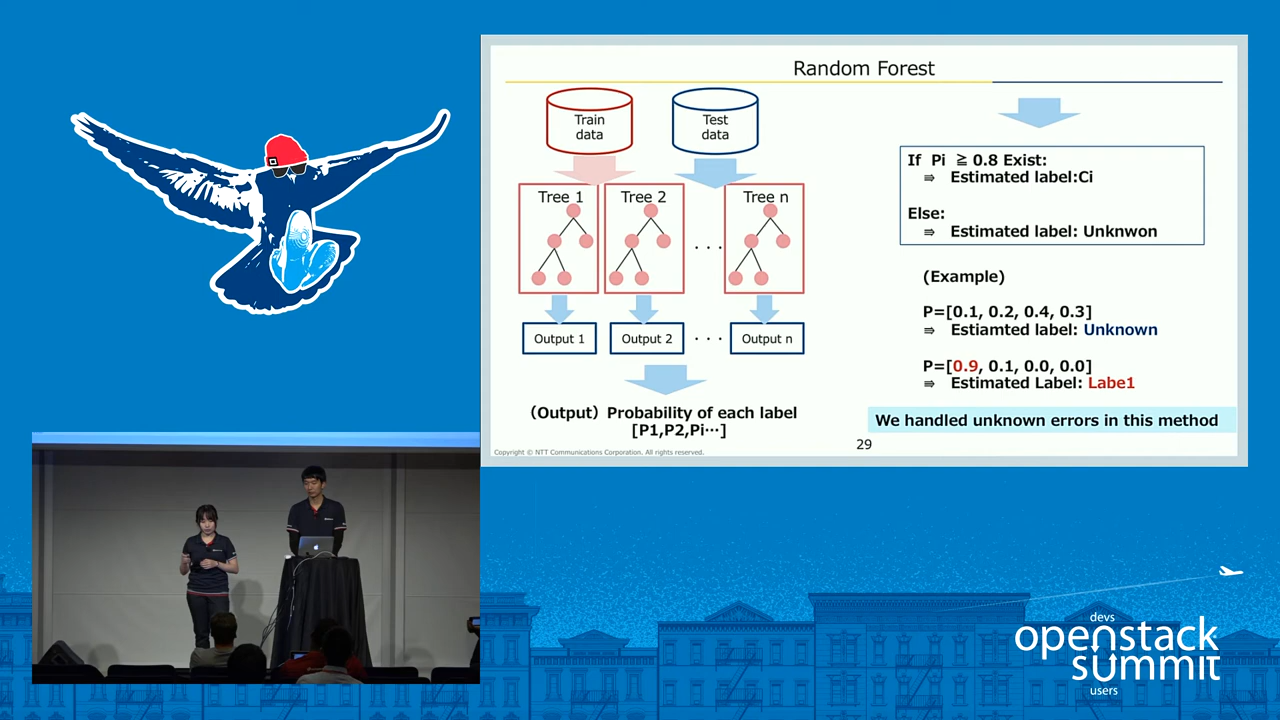 Random Forest
Train
data
Test
data
Tree 1
Tree 2
Tree n
. . .
Output 1
Output 2
. . .
Output n
（Output）Probability of each label
[P1,P2,Pi…]
If Pi ≧ 0.8 Exist:
⇛ Estimated label:Ci
Else:
⇛ Estimated label: Unknwon
(Example)
P=[0.1, 0.2, 0.4, 0.3]
⇛ Estiamted label: Unknown
P=[0.9, 0.1, 0.0, 0.0]
⇛ Estimated Label: Labe1
We handled unknown errors in this method
29
Copyright © NTT Communications Corporation. All rights reserved.
devs
openstack
summit
users